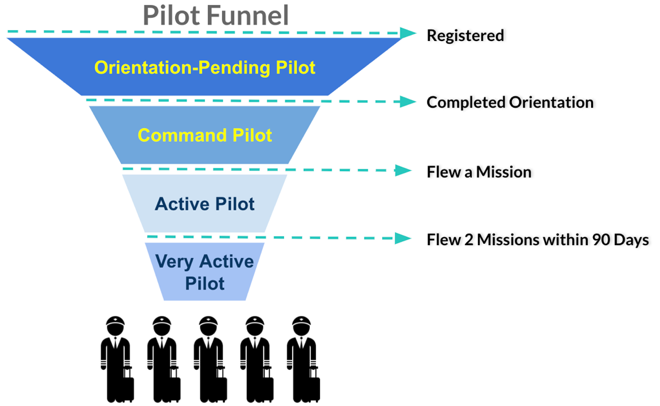 Pilot Funnel
Registered
Orientation-Pending Pilot
Completed Orientation
Command Pilot
Flew a Mission
Active Pilot
Flew 2 Missions within 90 Days
Very Active
Pilot